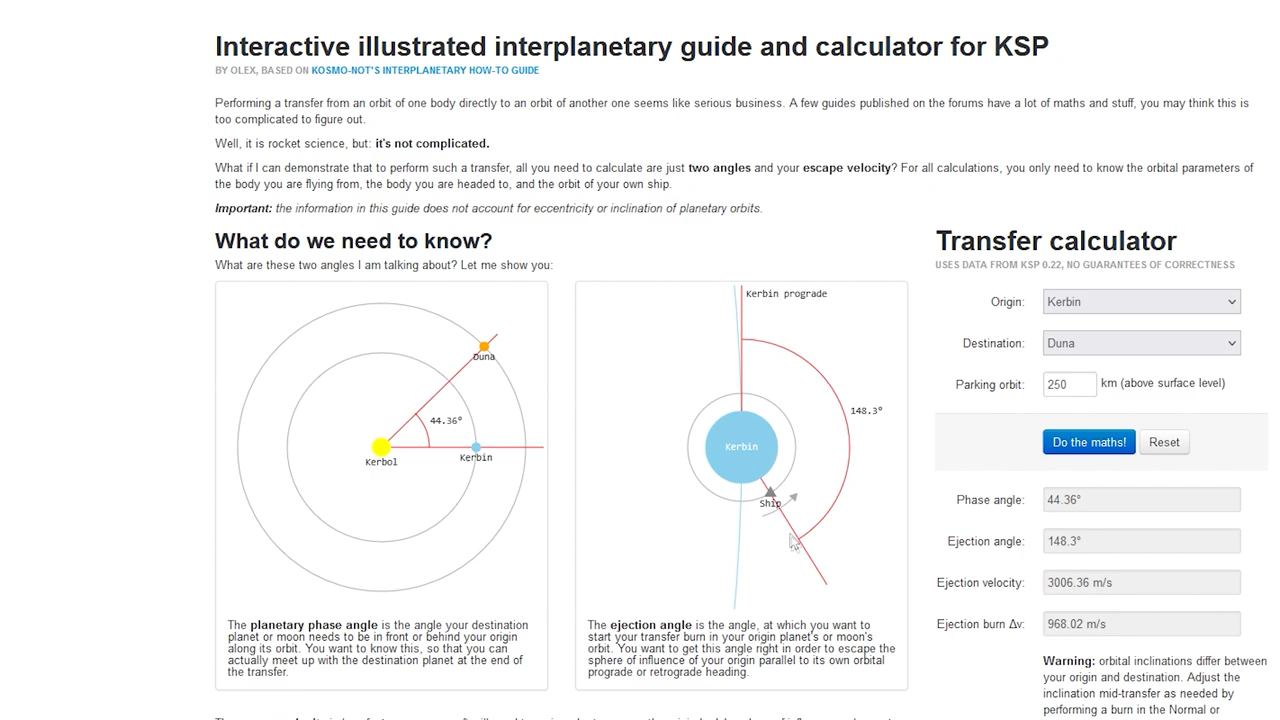 Interactive illustrated interplanetary guide and calculator for KSP
BY OLEX, BASED ON KOSMO-NOT'S INTERPLANETARY HOW-TO GUIDE
Performing a transfer from an orbit of one body directly to an orbit of another one seems like serious business. A few guides published on the forums have a lot of maths and stuff, you may think this is
too complicated to figure out.
Well, it is rocket science, but: it's not complicated.
What if I can demonstrate that to perform such a transfer, all you need to calculate are just two angles and your escape velocity? For all calculations, you only need to know the orbital parameters of
the body you are flying from, the body you are headed to, and the orbit of your own ship.
Important: the information in this guide does not account for eccentricity or inclination of planetary orbits.
What do we need to know?
What are these two angles I am talking about? Let me show you:
Duna
44.36°
Kerbol
Kerbin
The planetary phase angle is the angle your destination
planet or moon needs to be in front or behind your origin
along its orbit. You want to know this, so that you can
actually meet up with the destination planet at the end of
the transfer.
Kerbin prograde
148.3°
Kerbin
Ship
The ejection angle is the angle, at which you want to
start your transfer burn in your origin planet's or moon's
orbit. You want to get this angle right in order to escape the
sphere of influence of your origin parallel to its own orbital
prograde or retrograde heading.
Transfer calculator
USES DATA FROM KSP 0.22, NO GUARANTEES OF CORRECTNESS
Origin: Kerbin
Destination: Duna
Parking orbit: 250 km (above surface level)
Do the maths! Reset
Phase angle: 44.36°
Ejection angle: 148.3°
Ejection velocity: 3006.36 m/s
Ejection burn Δv: 968.02 m/s
Warning: orbital inclinations differ between
your origin and destination. Adjust the
inclination mid-transfer as needed by
performing a burn in the Normal or